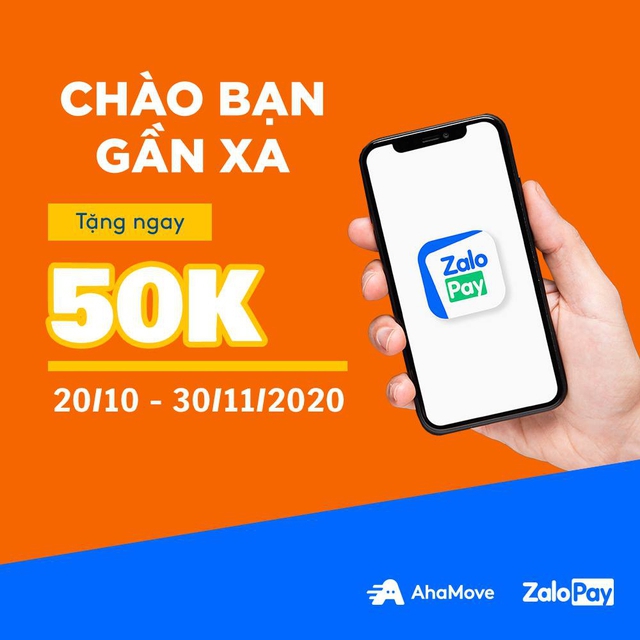 CHÀO BẠN
GẦN XA
Tặng ngay
50K
20/10 - 30/11/2020
Zalo
Pay
AhaMove
ZaloPay